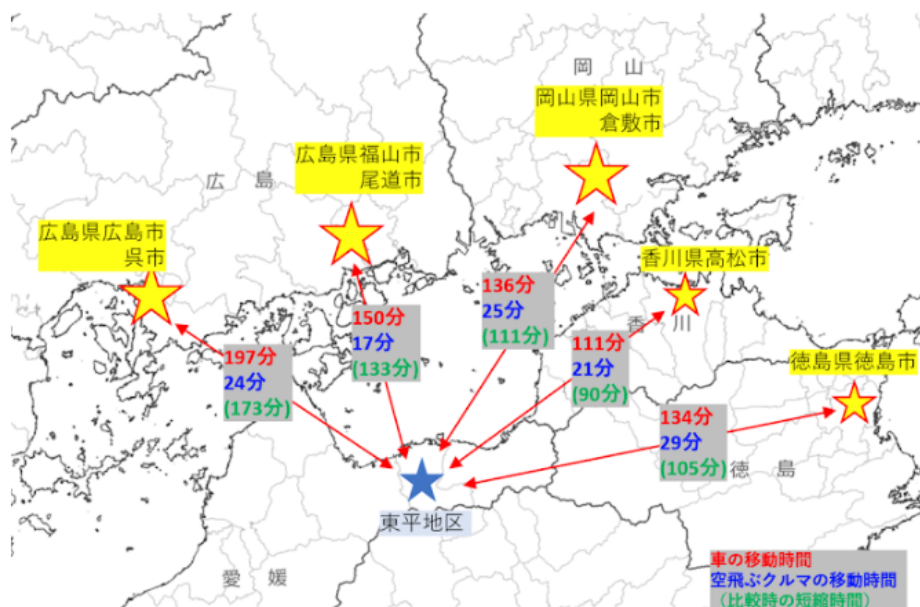 岡　山
岡山県岡山市
倉敷市
広島県福山市
尾道市
広　島
広島県広島市
呉市
香川県高松市
136分
25分
(111分)
150分
17分
(133分)
香　川
111分
21分
(90分)
197分
24分
(173分)
徳島県徳島市
134分
29分
(105分)
徳　島
東平地区
愛　媛
車の移動時間
空飛ぶクルマの移動時間
（比較時の短縮時間）